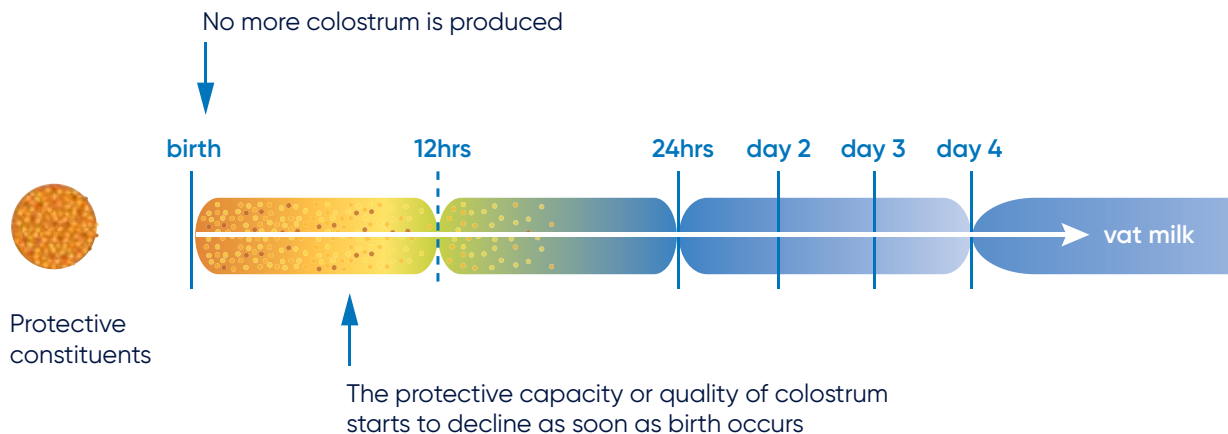 No more colostrum is produced
birth
12hrs
24hrs
day 2
day 3
day 4
vat milk
Protective
constituents
The protective capacity or quality of colostrum
starts to decline as soon as birth occurs